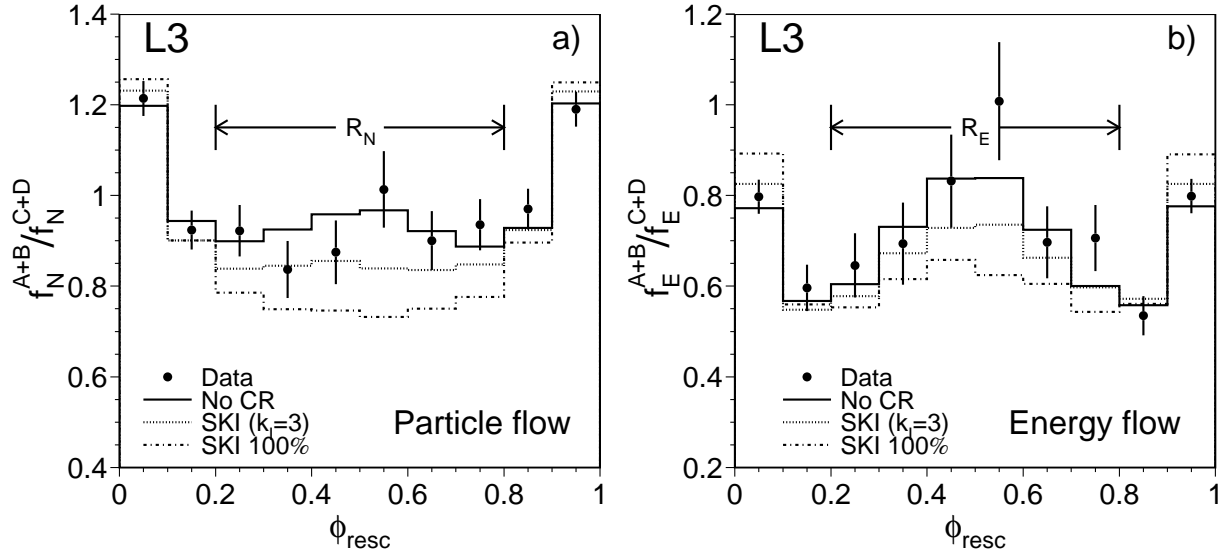 L3
a)
1.4
1.2
1
0.8
0.6
0.4
R_N
f_N^{A+B}/f_N^{C+D}
Data
No CR
SKI (k_I=3)
SKI 100%
Particle flow
0 0.2 0.4 0.6 0.8 1
ϕ_resc
L3
b)
1.2
1
0.8
0.6
0.4
0.2
R_E
f_E^{A+B}/f_E^{C+D}
Data
No CR
SKI (k_I=3)
SKI 100%
Energy flow
0 0.2 0.4 0.6 0.8 1
ϕ_resc